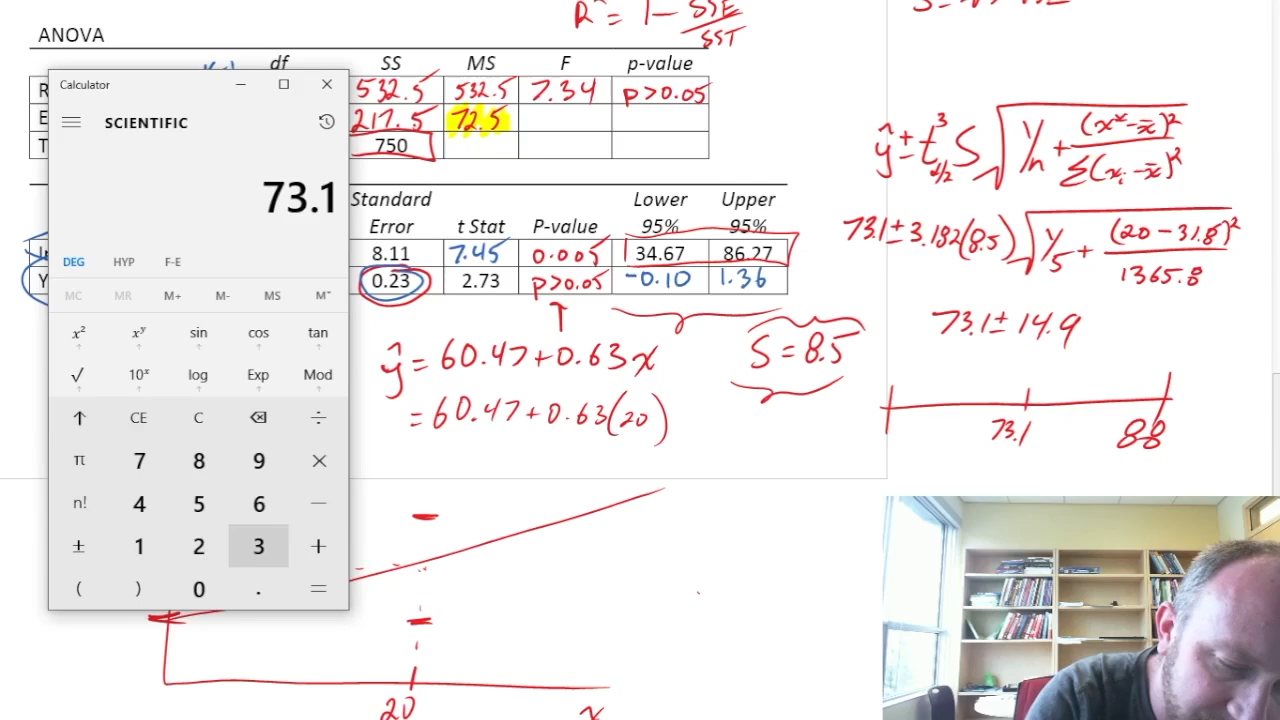 R² = 1 - SSE/SST
ANOVA
df SS MS F p-value
R 532.5 532.5 7.34 p>0.05
E 217.5 72.5
T 750
Standard Lower Upper
Error t Stat P-value 95% 95%
8.11 7.45 0.005 34.67 86.27
Y 0.23 2.73 p>0.05 -0.10 1.36
ŷ = 60.47+0.63x
= 60.47+0.63(20)
S = 8.5
20 x
ŷ ± t³α/2 S √1/n + (x*-x̄)²/Σ(xᵢ-x̄)²
73.1 ± 3.182(8.5) √1/5 + (20-31.8)²/1365.8
73.1 ± 14.9
73.1 88
Calculator
SCIENTIFIC
73.1
DEG HYP F-E
MC MR M+ M- MS M˅
x² xʸ sin cos tan
√ 10ˣ log Exp Mod
↑ CE C ⌫ ÷
π 7 8 9 ×
n! 4 5 6 −
± 1 2 3 +
( ) 0 . =